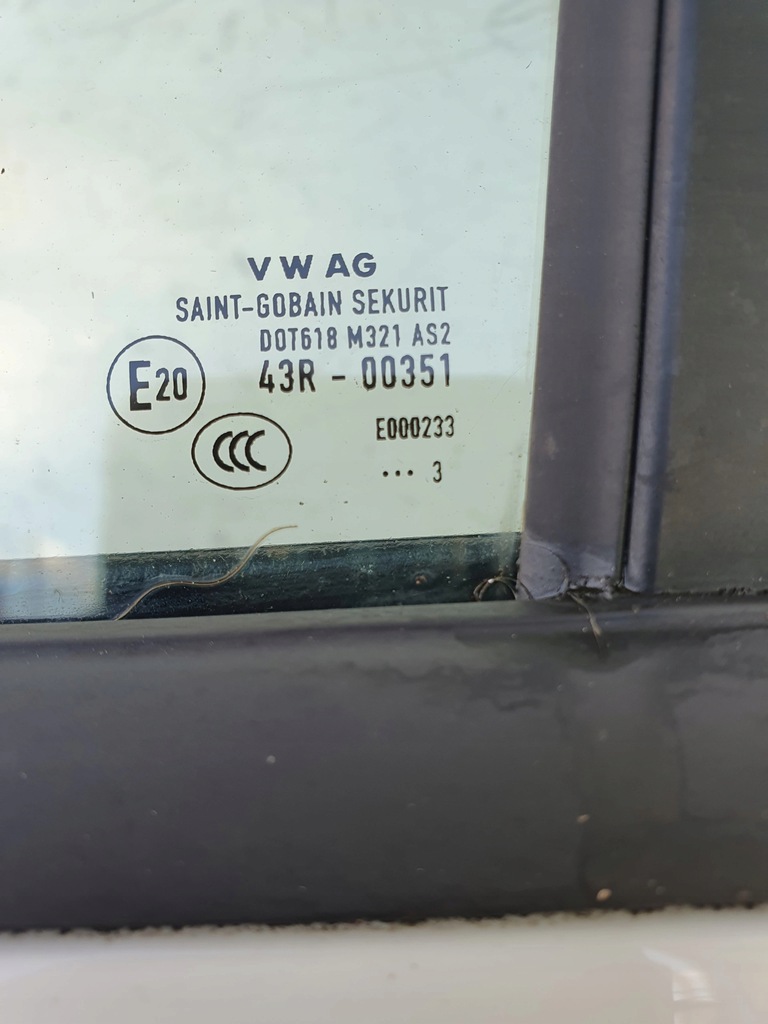 VW AG
SAINT-GOBAIN SEKURIT
DOT618 M321 AS2
E20 43R - 00351
CCC E000233
... 3